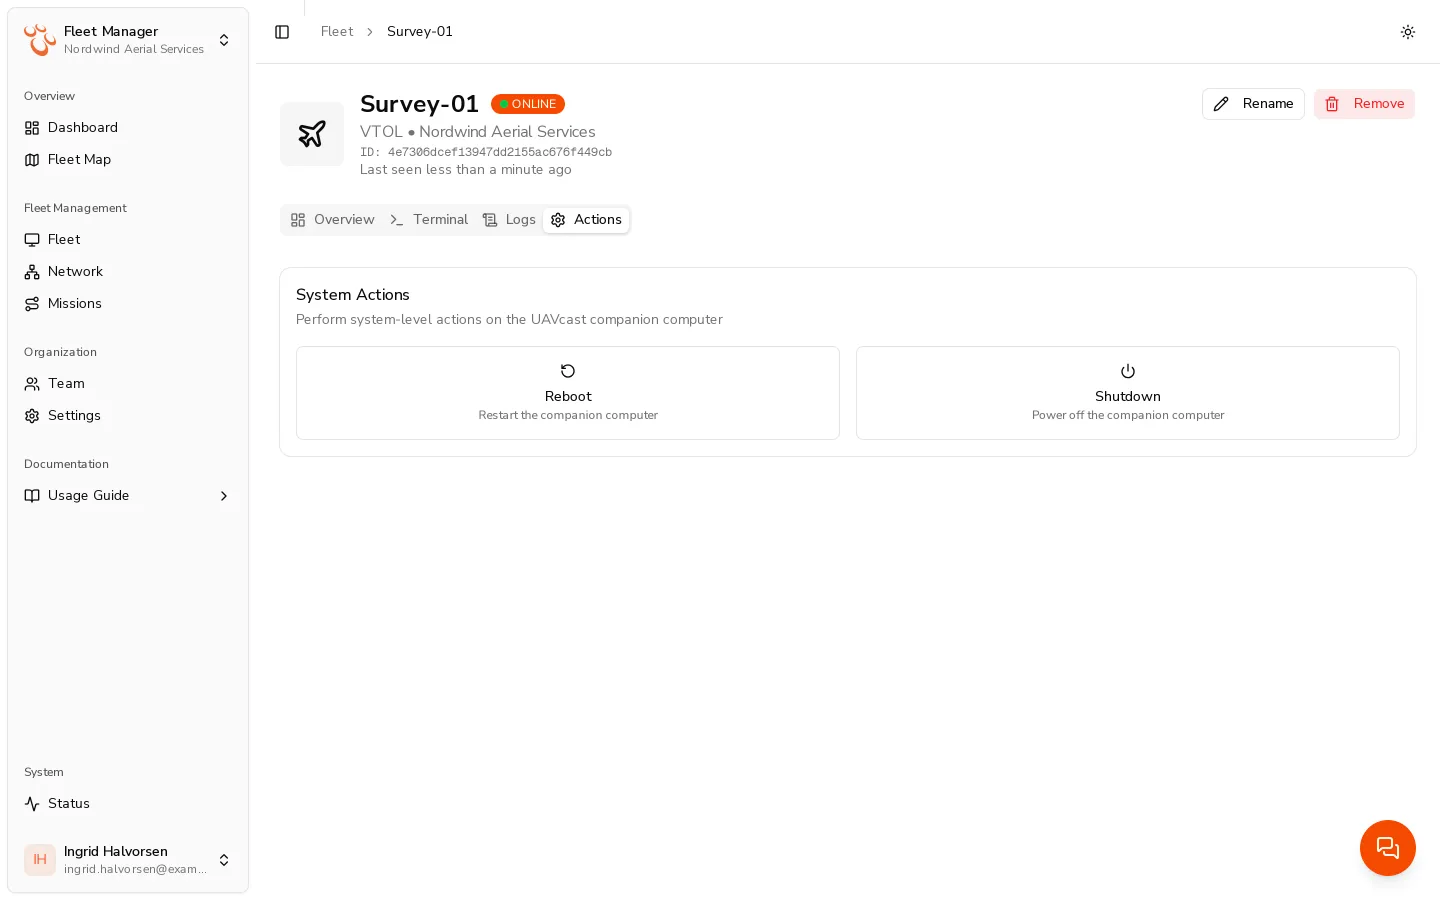 Fleet Manager
Nordwind Aerial Services
Overview
Dashboard
Fleet Map
Fleet Management
Fleet
Network
Missions
Organization
Team
Settings
Documentation
Usage Guide
System
Status
IH
Ingrid Halvorsen
ingrid.halvorsen@exam...
Fleet > Survey-01
Survey-01 ONLINE
VTOL • Nordwind Aerial Services
ID: 4e7306dcef13947dd2155ac676f449cb
Last seen less than a minute ago
Rename Remove
Overview Terminal Logs Actions
System Actions
Perform system-level actions on the UAVcast companion computer
Reboot
Restart the companion computer
Shutdown
Power off the companion computer